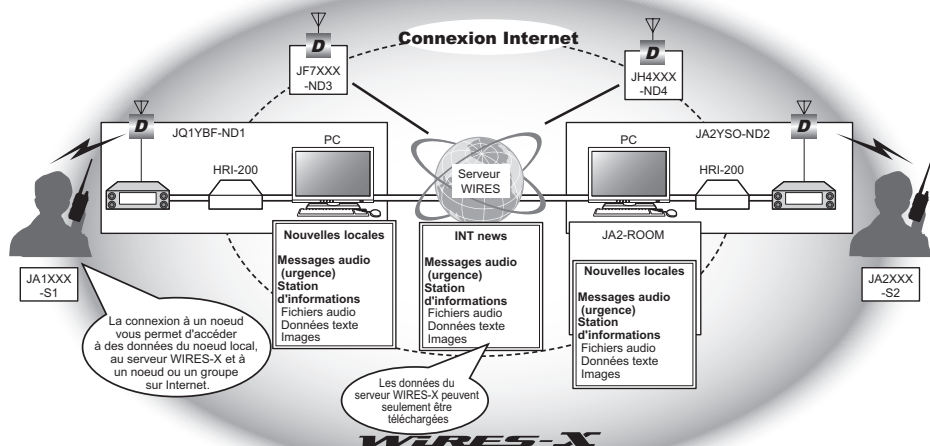 Connexion Internet
D
JF7XXX
-ND3
D
JH4XXX
-ND4
D
JQ1YBF-ND1
PC
HRI-200
Serveur
WIRES
PC
JA2YSO-ND2
D
HRI-200
JA1XXX
-S1
JA2XXX
-S2
Nouvelles locales
Messages audio
(urgence)
Station
d'informations
Fichiers audio
Données texte
Images
INT news
Messages audio
(urgence)
Station
d'informations
Fichiers audio
Données texte
Images
JA2-ROOM
Nouvelles locales
Messages audio
(urgence)
Station
d'informations
Fichiers audio
Données texte
Images
La connexion à un noeud
vous permet d'accéder
à des données du noeud local,
au serveur WIRES-X et à
un noeud ou un groupe
sur Internet.
Les données du
serveur WIRES-X peuvent
seulement être
téléchargées
WiRES-X